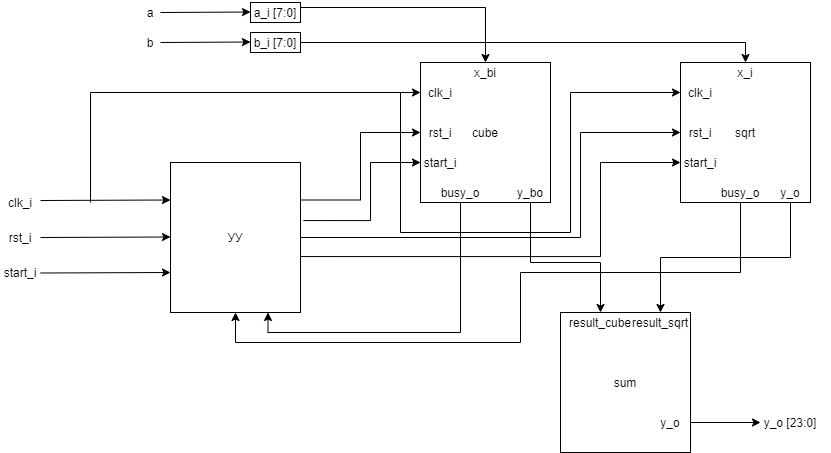 a
a_i [7:0]
b
b_i [7:0]
x_bi
clk_i
rst_i
cube
start_i
busy_o
y_bo
x_i
clk_i
rst_i
sqrt
start_i
busy_o
y_o
clk_i
rst_i
start_i
УУ
result_cube
result_sqrt
sum
y_o
y_o [23:0]